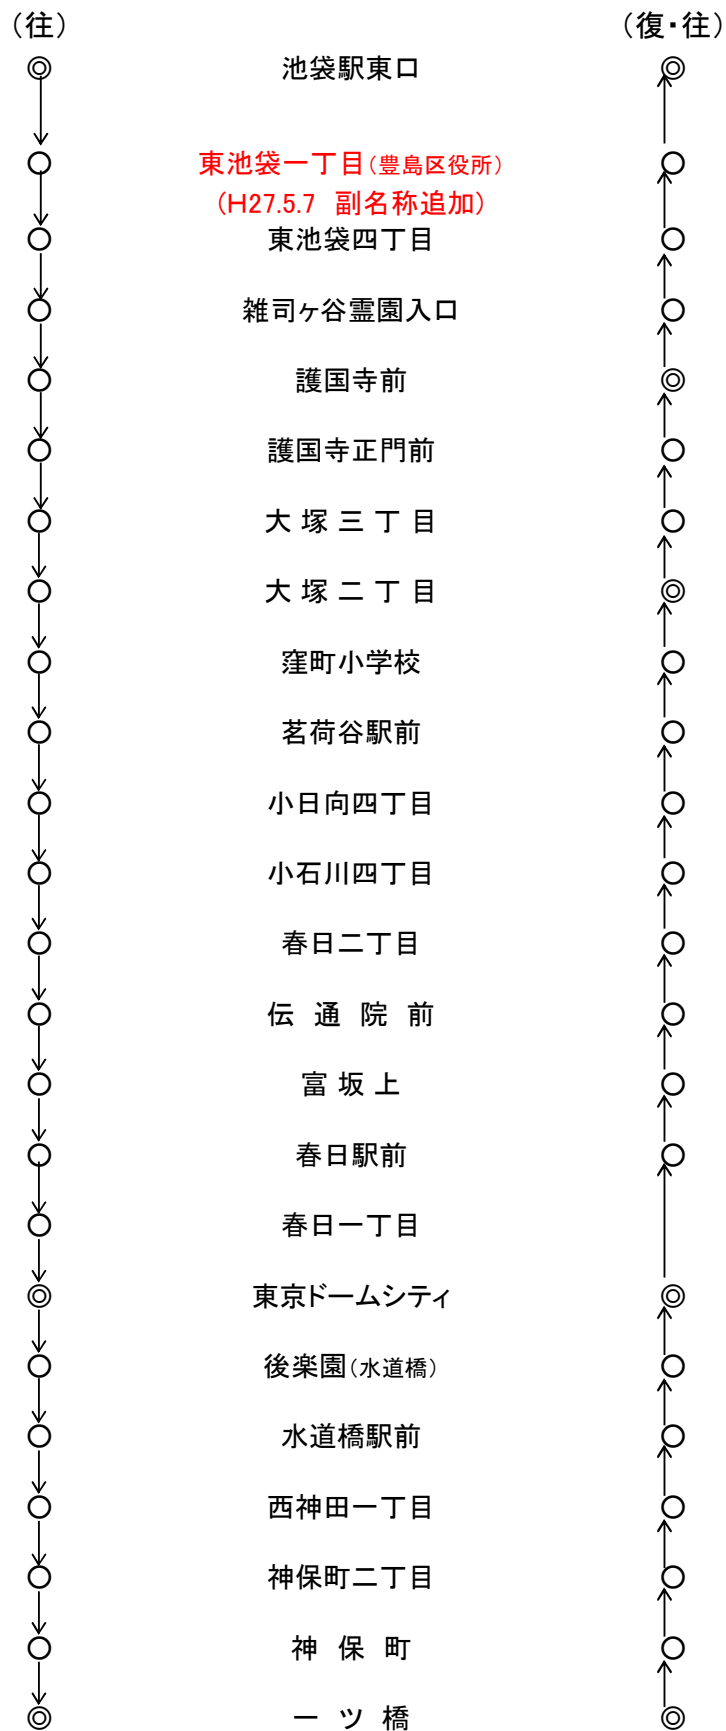 （往）
（復・往）
池袋駅東口
東池袋一丁目（豊島区役所）
（H27.5.7 副名称追加）
東池袋四丁目
雑司ヶ谷霊園入口
護国寺前
護国寺正門前
大 塚 三 丁 目
大 塚 二 丁 目
窪町小学校
茗荷谷駅前
小日向四丁目
小石川四丁目
春日二丁目
伝 通 院 前
富 坂 上
春日駅前
春日一丁目
東京ドームシティ
後楽園（水道橋）
水道橋駅前
西神田一丁目
神保町二丁目
神 保 町
一 ツ 橋